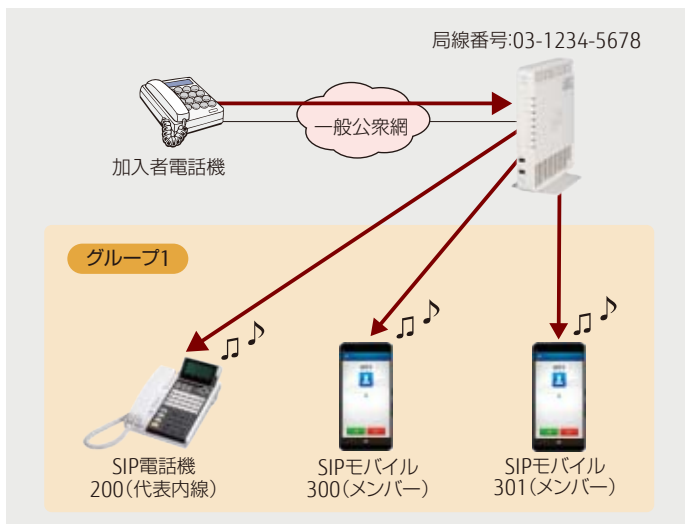 局線番号:03-1234-5678
一般公衆網
加入者電話機
グループ1
SIP電話機
200（代表内線）
SIPモバイル
300（メンバー）
SIPモバイル
301（メンバー）